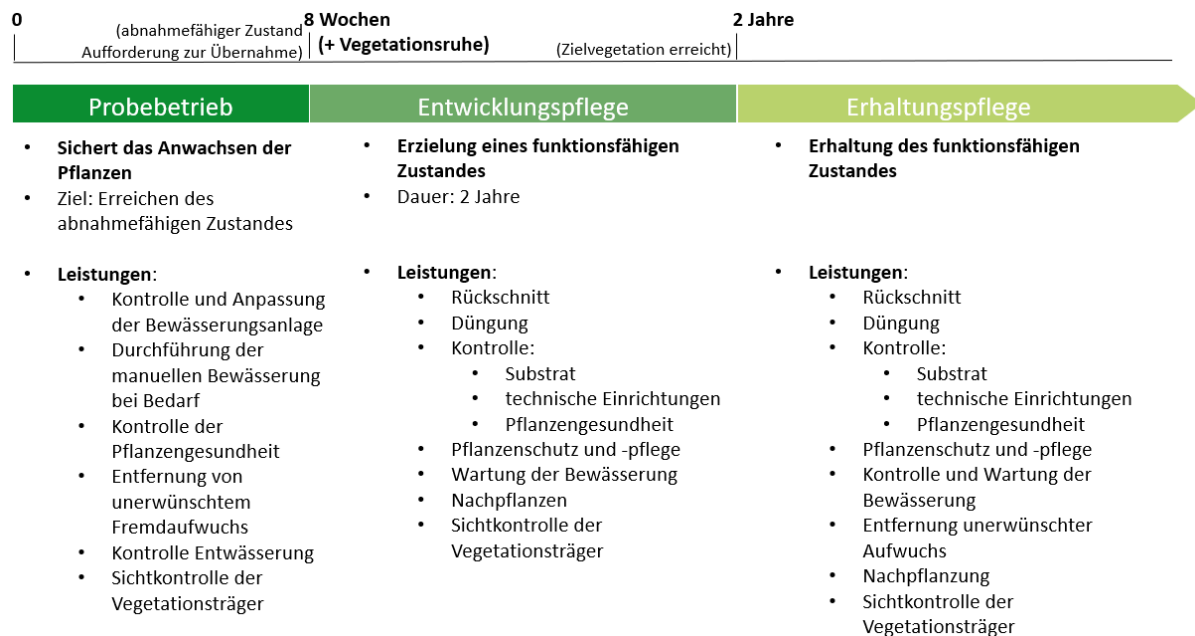 0
(abnahmefähiger Zustand
Aufforderung zur Übernahme)
8 Wochen
(+ Vegetationsruhe)
(Zielvegetation erreicht)
2 Jahre
Probebetrieb
Entwicklungspflege
Erhaltungspflege
• Sichert das Anwachsen der
Pflanzen
• Ziel: Erreichen des
abnahmefähigen Zustandes
• Leistungen:
• Kontrolle und Anpassung
der Bewässerungsanlage
• Durchführung der
manuellen Bewässerung
bei Bedarf
• Kontrolle der
Pflanzengesundheit
• Entfernung von
unerwünschtem
Fremdaufwuchs
• Kontrolle Entwässerung
• Sichtkontrolle der
Vegetationsträger
• Erzielung eines funktionsfähigen
Zustandes
• Dauer: 2 Jahre
• Leistungen:
• Rückschnitt
• Düngung
• Kontrolle:
• Substrat
• technische Einrichtungen
• Pflanzengesundheit
• Pflanzenschutz und -pflege
• Wartung der Bewässerung
• Nachpflanzen
• Sichtkontrolle der
Vegetationsträger
• Erhaltung des funktionsfähigen
Zustandes
• Leistungen:
• Rückschnitt
• Düngung
• Kontrolle:
• Substrat
• technische Einrichtungen
• Pflanzengesundheit
• Pflanzenschutz und -pflege
• Kontrolle und Wartung der
Bewässerung
• Entfernung unerwünschter
Aufwuchs
• Nachpflanzung
• Sichtkontrolle der
Vegetationsträger